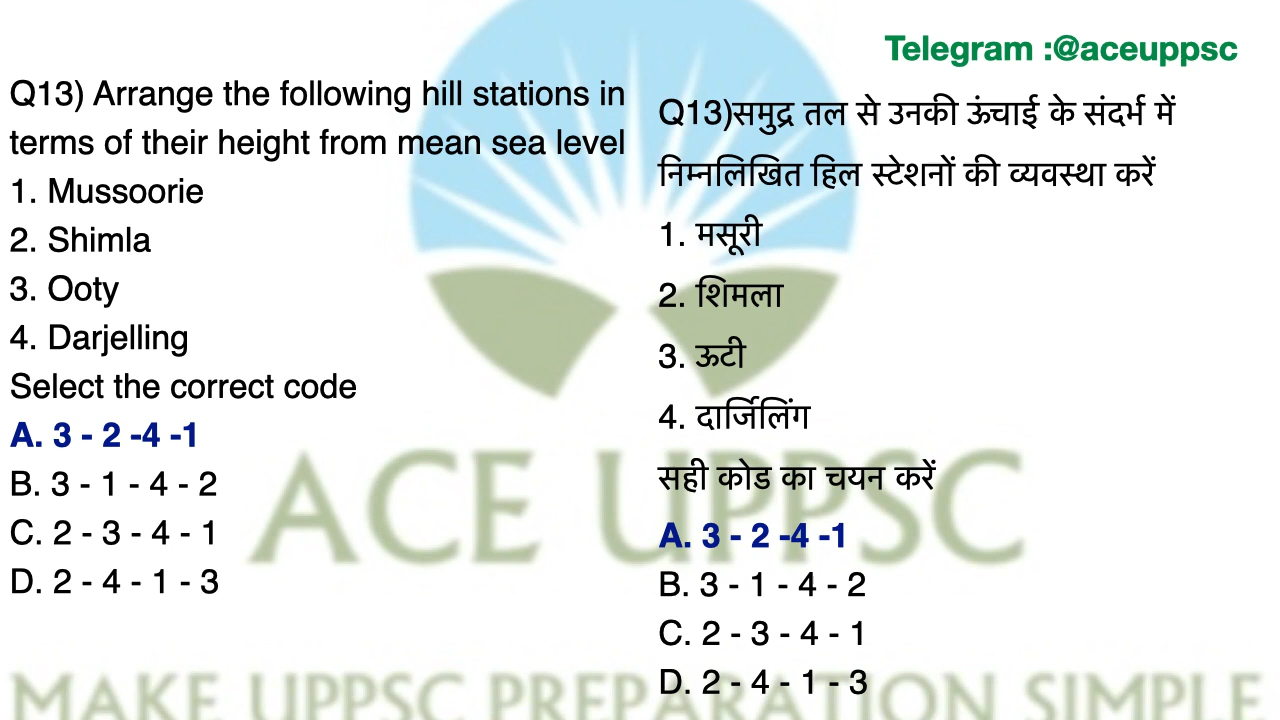 Telegram :@aceuppsc
Q13) Arrange the following hill stations in
terms of their height from mean sea level
1. Mussoorie
2. Shimla
3. Ooty
4. Darjelling
Select the correct code
A. 3 - 2 -4 -1
B. 3 - 1 - 4 - 2
C. 2 - 3 - 4 - 1
D. 2 - 4 - 1 - 3
Q13)समुद्र तल से उनकी ऊंचाई के संदर्भ में
निम्नलिखित हिल स्टेशनों की व्यवस्था करें
1. मसूरी
2. शिमला
3. ऊटी
4. दार्जिलिंग
सही कोड का चयन करें
A. 3 - 2 -4 -1
B. 3 - 1 - 4 - 2
C. 2 - 3 - 4 - 1
D. 2 - 4 - 1 - 3
ACE UPPSC
MAKE UPPSC PREPARATION SIMPLE